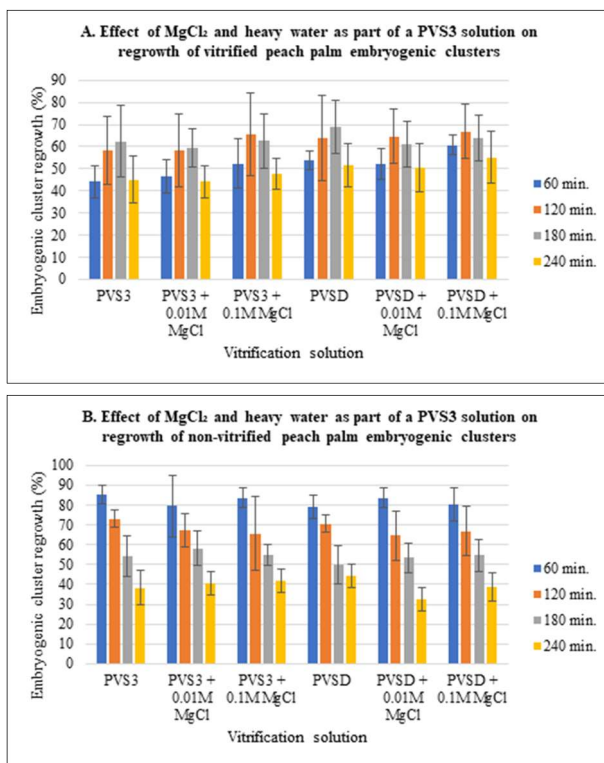 A. Effect of MgCl₂ and heavy water as part of a PVS3 solution on
regrowth of vitrified peach palm embryogenic clusters
Embryogenic cluster regrowth (%)
90
80
70
60
50
40
30
20
10
0
PVS3
PVS3 +
0.01M
MgCl
PVS3 +
0.1M MgCl
PVSD
PVSD +
0.01M
MgCl
PVSD +
0.1M MgCl
Vitrification solution
60 min.
120 min.
180 min.
240 min.
B. Effect of MgCl₂ and heavy water as part of a PVS3 solution on
regrowth of non-vitrified peach palm embryogenic clusters
Embryogenic cluster regrowth (%)
100
90
80
70
60
50
40
30
20
10
0
PVS3
PVS3 +
0.01M
MgCl
PVS3 +
0.1M MgCl
PVSD
PVSD +
0.01M
MgCl
PVSD +
0.1M MgCl
Vitrification solution
60 min.
120 min.
180 min.
240 min.